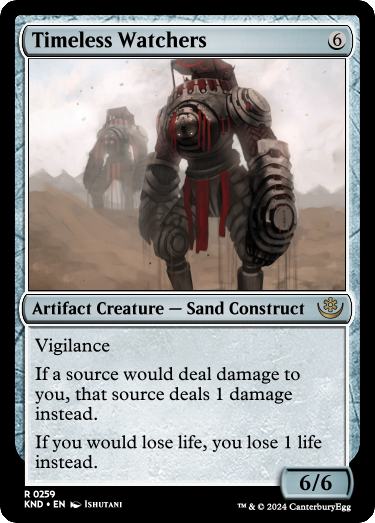 Timeless Watchers 6
Artifact Creature — Sand Construct
Vigilance
If a source would deal damage to
you, that source deals 1 damage
instead.
If you would lose life, you lose 1 life
instead.
6/6
R 0259
KND • EN Ishutani
™ & © 2024 CanterburyEgg